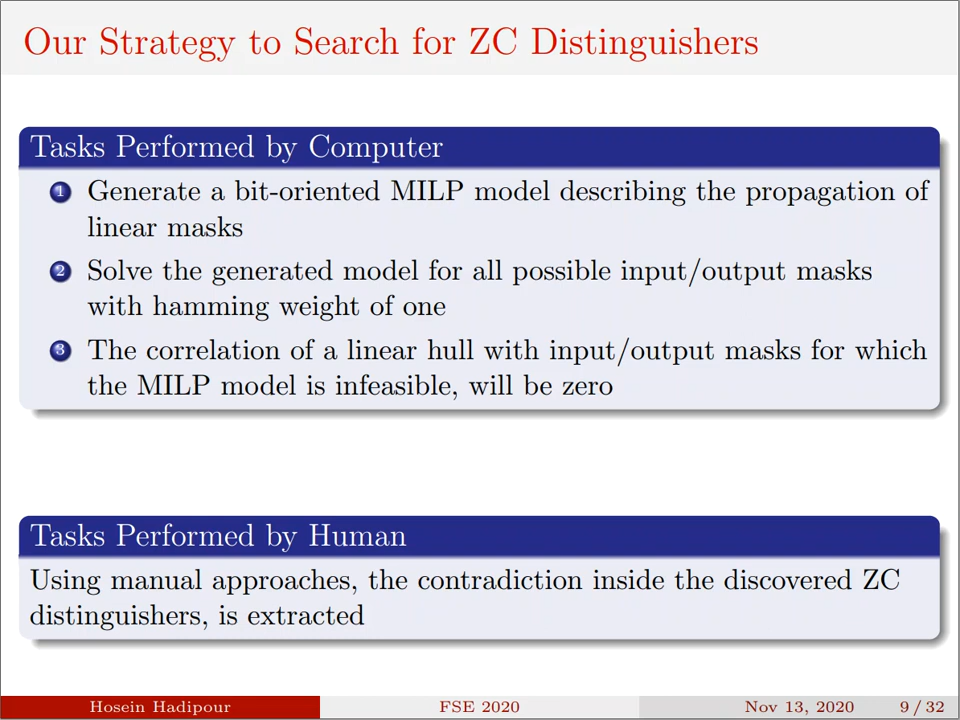 Our Strategy to Search for ZC Distinguishers
Tasks Performed by Computer
1 Generate a bit-oriented MILP model describing the propagation of
linear masks
2 Solve the generated model for all possible input/output masks
with hamming weight of one
3 The correlation of a linear hull with input/output masks for which
the MILP model is infeasible, will be zero
Tasks Performed by Human
Using manual approaches, the contradiction inside the discovered ZC
distinguishers, is extracted
Hosein Hadipour FSE 2020 Nov 13, 2020 9 / 32